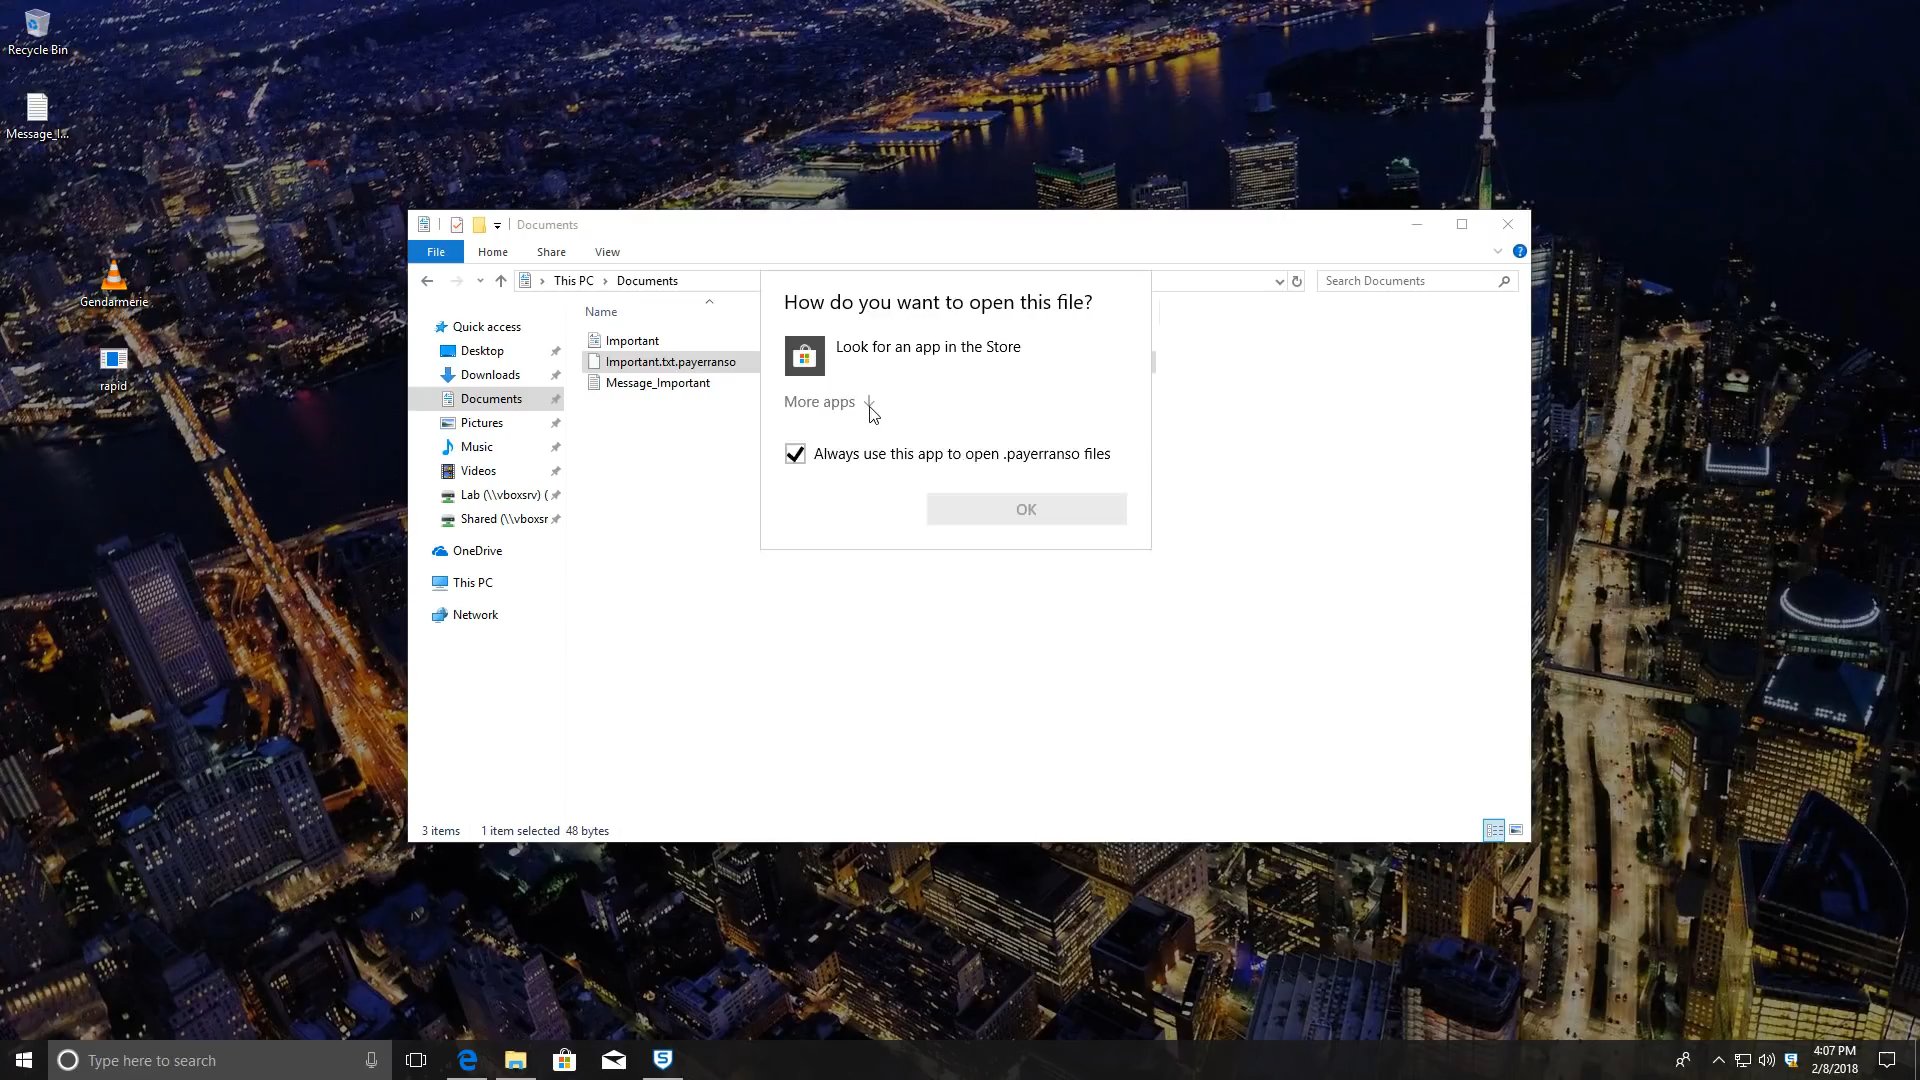 Recycle Bin
Message_I...
Gendarmerie
rapid
Documents
File
Home
Share
View
This PC
Documents
Search Documents
Name
Quick access
Desktop
Downloads
Documents
Pictures
Music
Videos
Lab (\\vboxsrv) (
Shared (\\vboxsr
OneDrive
This PC
Network
Important
Important.txt.payerranso
Message_Important
How do you want to open this file?
Look for an app in the Store
More apps
Always use this app to open .payerranso files
OK
3 items
1 item selected 48 bytes
Type here to search
4:07 PM
2/8/2018